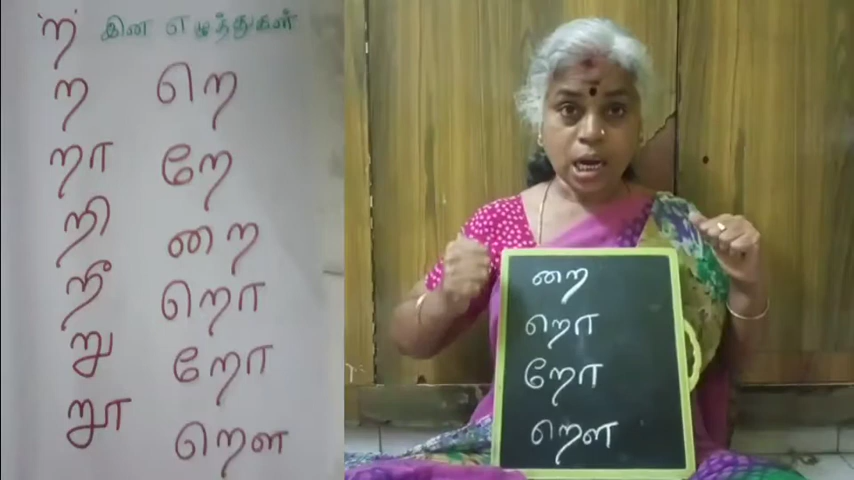 'ற' இன எழுத்துகள்
ற
றா
றி
றீ
று
றூ
றெ
றே
றை
றொ
றோ
றௌ
றை
றொ
றோ
றௌ